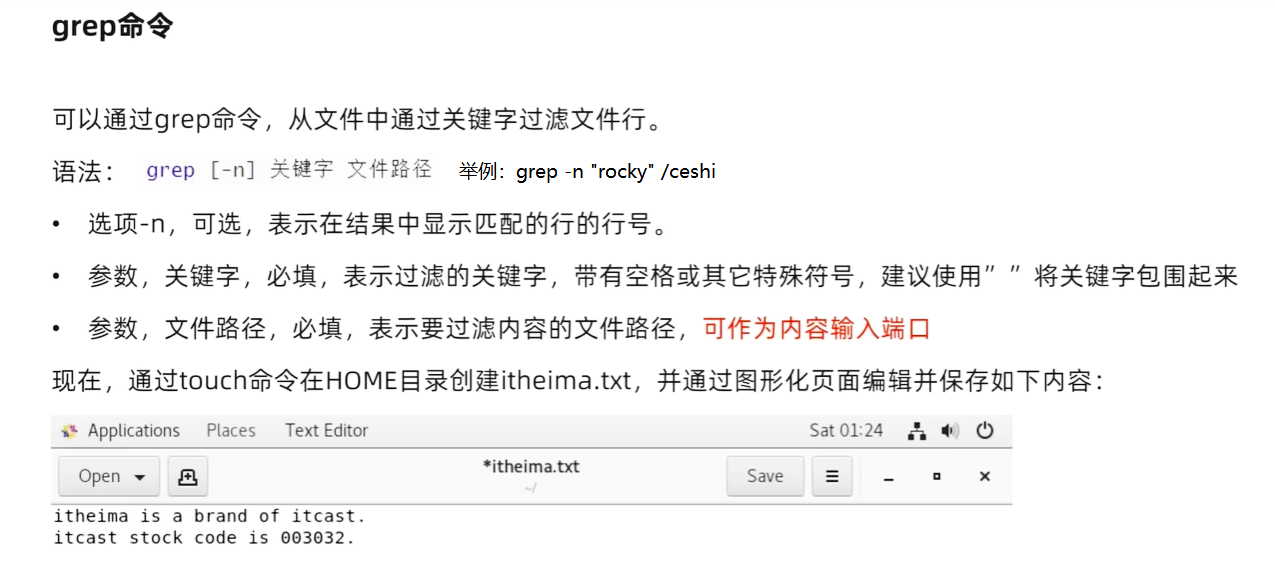 grep命令
可以通过grep命令，从文件中通过关键字过滤文件行。
语法： grep [-n] 关键字 文件路径 举例：grep -n "rocky" /ceshi
• 选项-n，可选，表示在结果中显示匹配的行的行号。
• 参数，关键字，必填，表示过滤的关键字，带有空格或其它特殊符号，建议使用” ”将关键字包围起来
• 参数，文件路径，必填，表示要过滤内容的文件路径，可作为内容输入端口
现在，通过touch命令在HOME目录创建itheima.txt，并通过图形化页面编辑并保存如下内容：
Applications Places Text Editor Sat 01:24
Open *itheima.txt Save
~/
itheima is a brand of itcast.
itcast stock code is 003032.